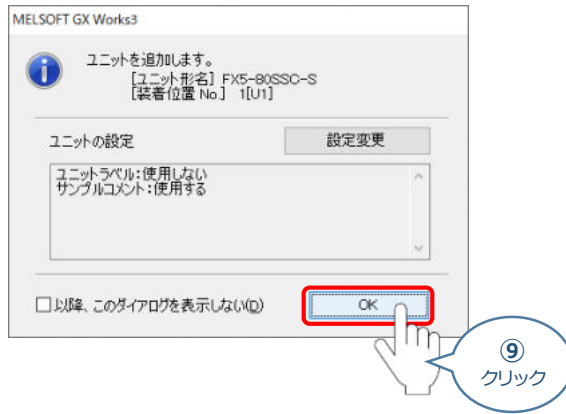 MELSOFT GX Works3
ユニットを追加します。
[ユニット形名] FX5-80SSC-S
[装着位置 No.] 1[U1]
ユニットの設定
設定変更
ユニットラベル:使用しない
サンプルコメント:使用する
以降、このダイアログを表示しない(D)
OK
⑨
クリック